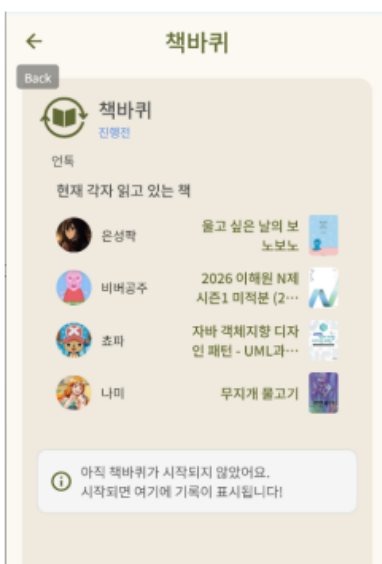 책바퀴
Back
책바퀴
진행전
언톡
현재 각자 읽고 있는 책
은성짝
울고 싶은 날의 보
노보노
비버공주
2026 이해원 N제
시즌1 미적분 (2…
쵸파
자바 객체지향 디자
인 패턴 - UML과…
나미
무지개 물고기
아직 책바퀴가 시작되지 않았어요.
시작되면 여기에 기록이 표시됩니다!